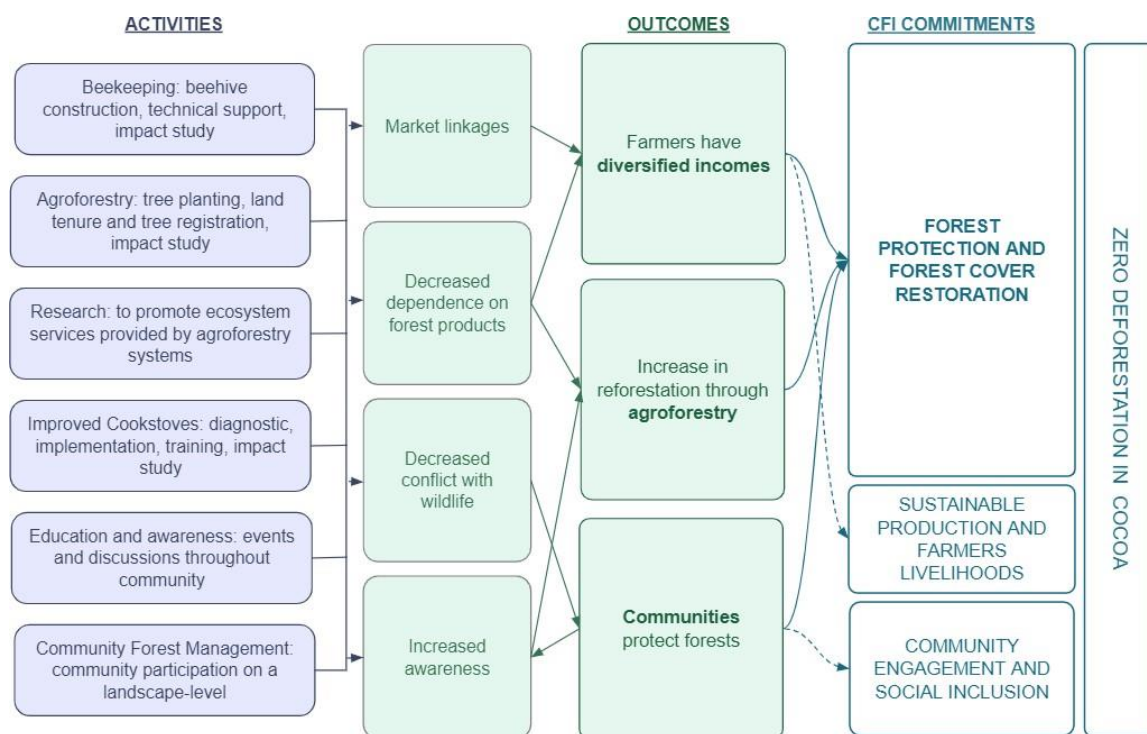 ACTIVITIES
OUTCOMES
CFI COMMITMENTS
Beekeeping: beehive
construction, technical support,
impact study
Agroforestry: tree planting, land
tenure and tree registration,
impact study
Research: to promote ecosystem
services provided by agroforestry
systems
Improved Cookstoves: diagnostic,
implementation, training, impact
study
Education and awareness: events
and discussions throughout
community
Community Forest Management:
community participation on a
landscape-level
Market linkages
Decreased
dependence on
forest products
Decreased
conflict with
wildlife
Increased
awareness
Farmers have
diversified incomes
Increase in
reforestation through
agroforestry
Communities
protect forests
FOREST
PROTECTION AND
FOREST COVER
RESTORATION
SUSTAINABLE
PRODUCTION AND
FARMERS
LIVELIHOODS
COMMUNITY
ENGAGEMENT AND
SOCIAL INCLUSION
ZERO DEFORESTATION IN COCOA